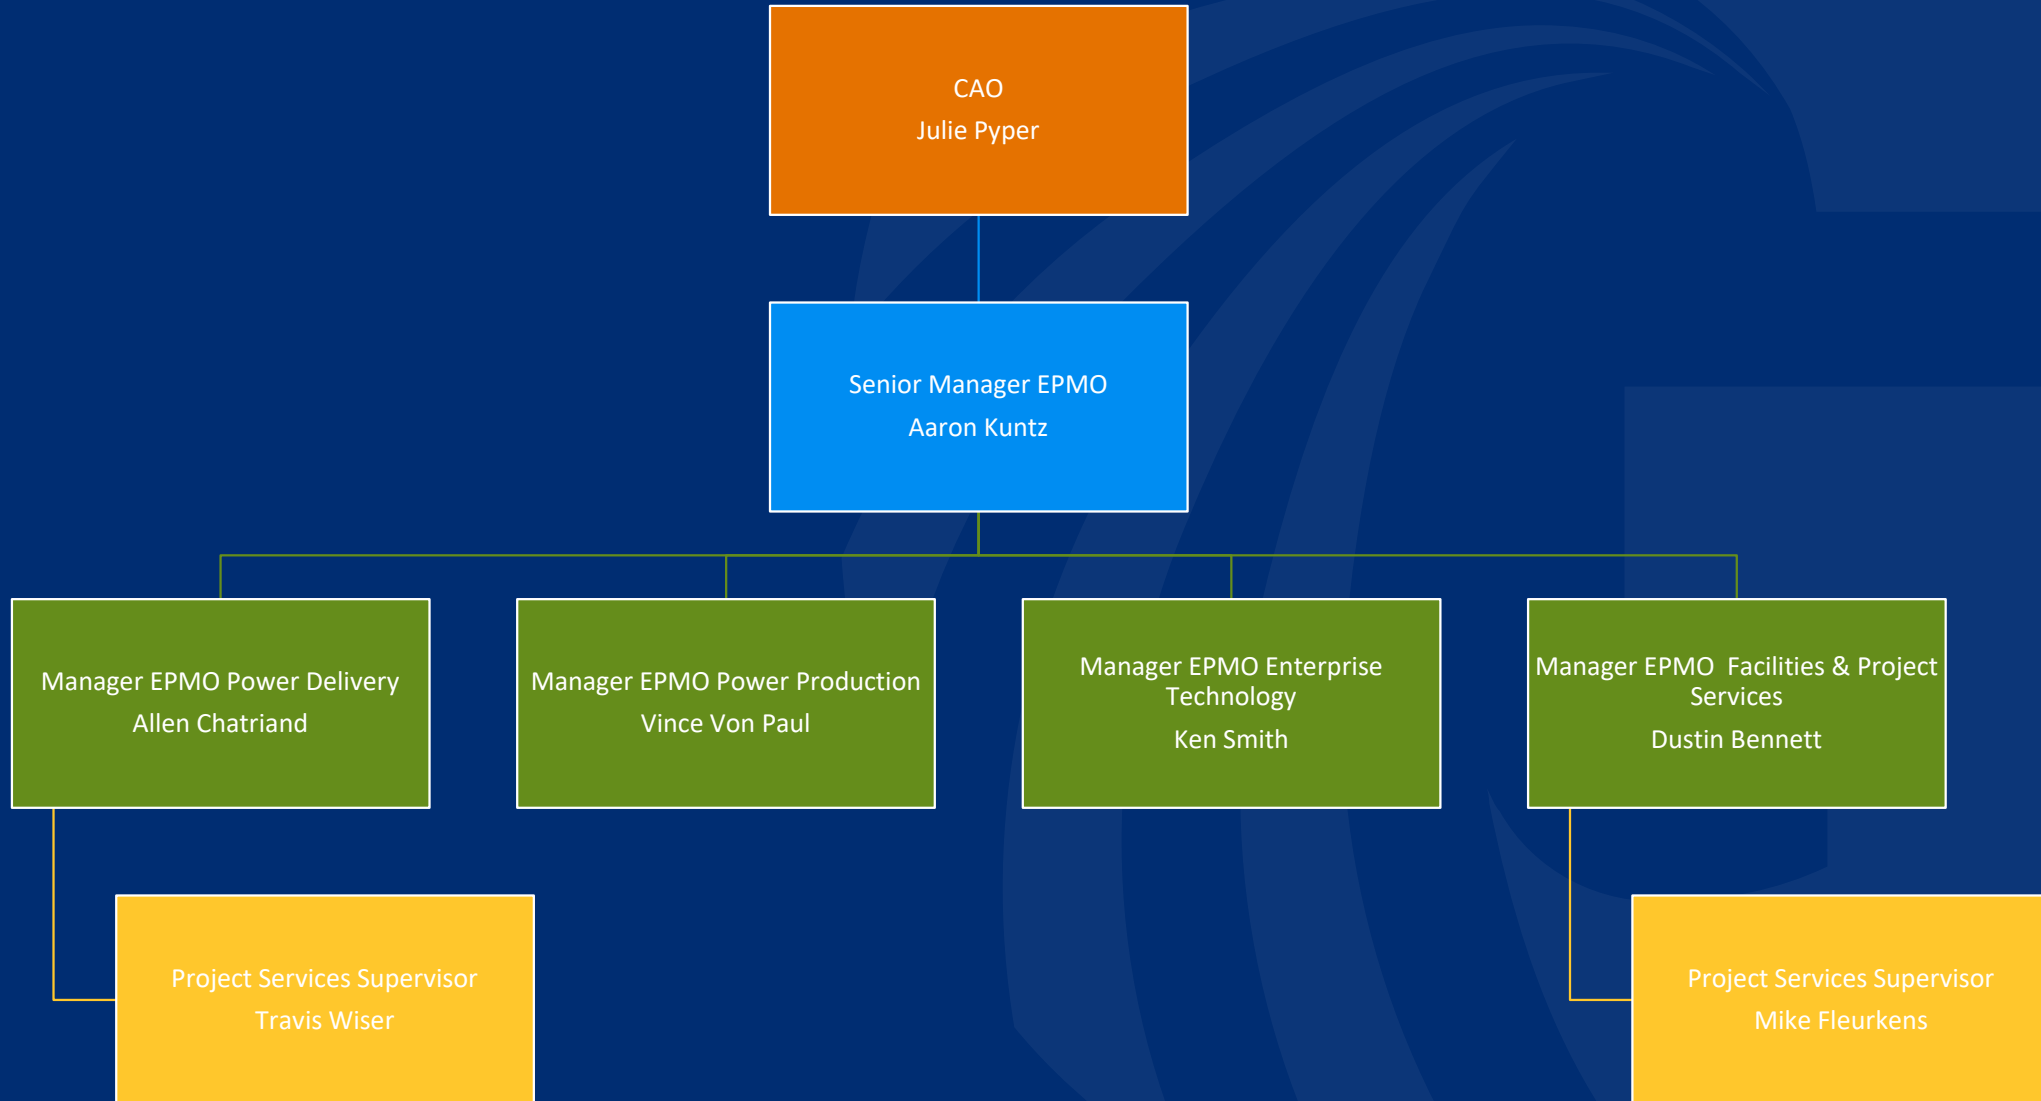 CAO
Julie Pyper
Senior Manager EPMO
Aaron Kuntz
Manager EPMO Power Delivery
Allen Chatriand
Manager EPMO Power Production
Vince Von Paul
Manager EPMO Enterprise
Technology
Ken Smith
Manager EPMO  Facilities & Project
Services
Dustin Bennett
Project Services Supervisor
Travis Wiser
Project Services Supervisor
Mike Fleurkens